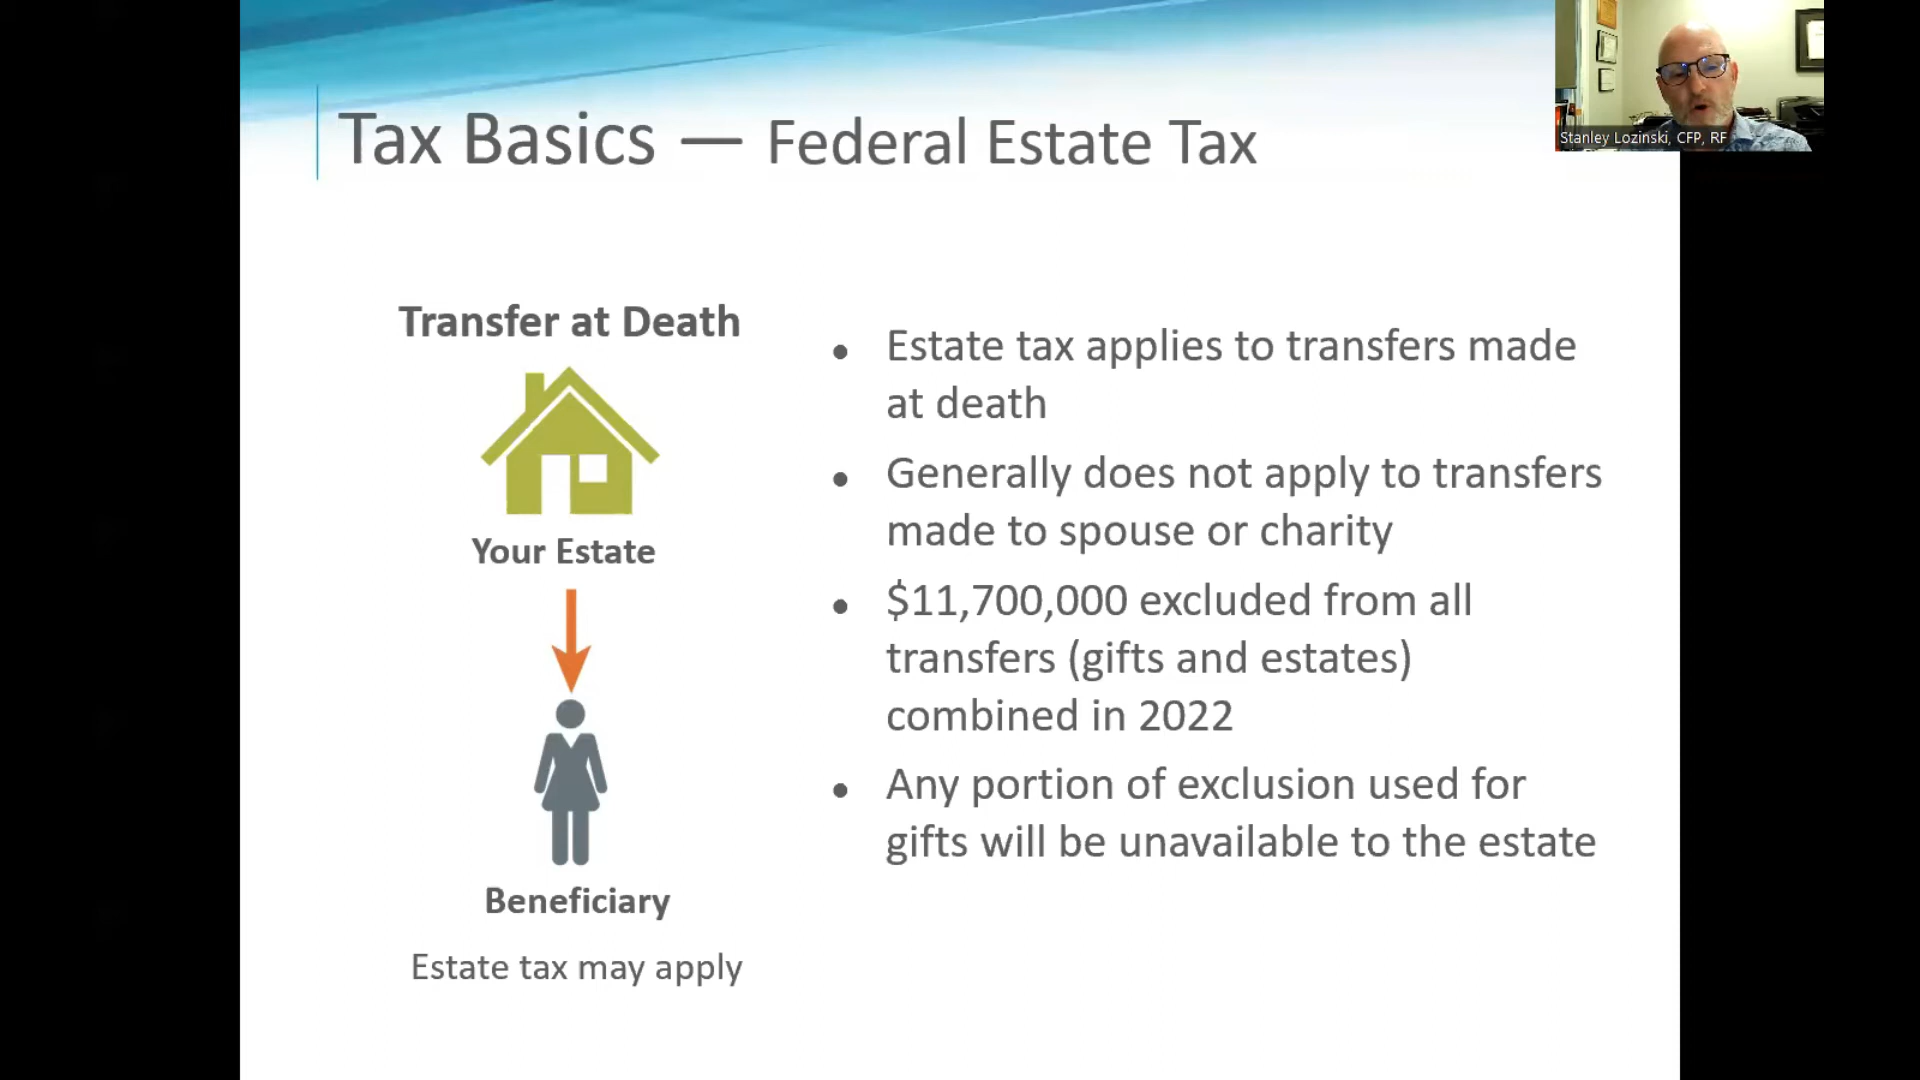 Tax Basics — Federal Estate Tax
Stanley Lozinski, CFP, RF
Transfer at Death
Your Estate
Beneficiary
Estate tax may apply
• Estate tax applies to transfers made
at death
• Generally does not apply to transfers
made to spouse or charity
• $11,700,000 excluded from all
transfers (gifts and estates)
combined in 2022
• Any portion of exclusion used for
gifts will be unavailable to the estate